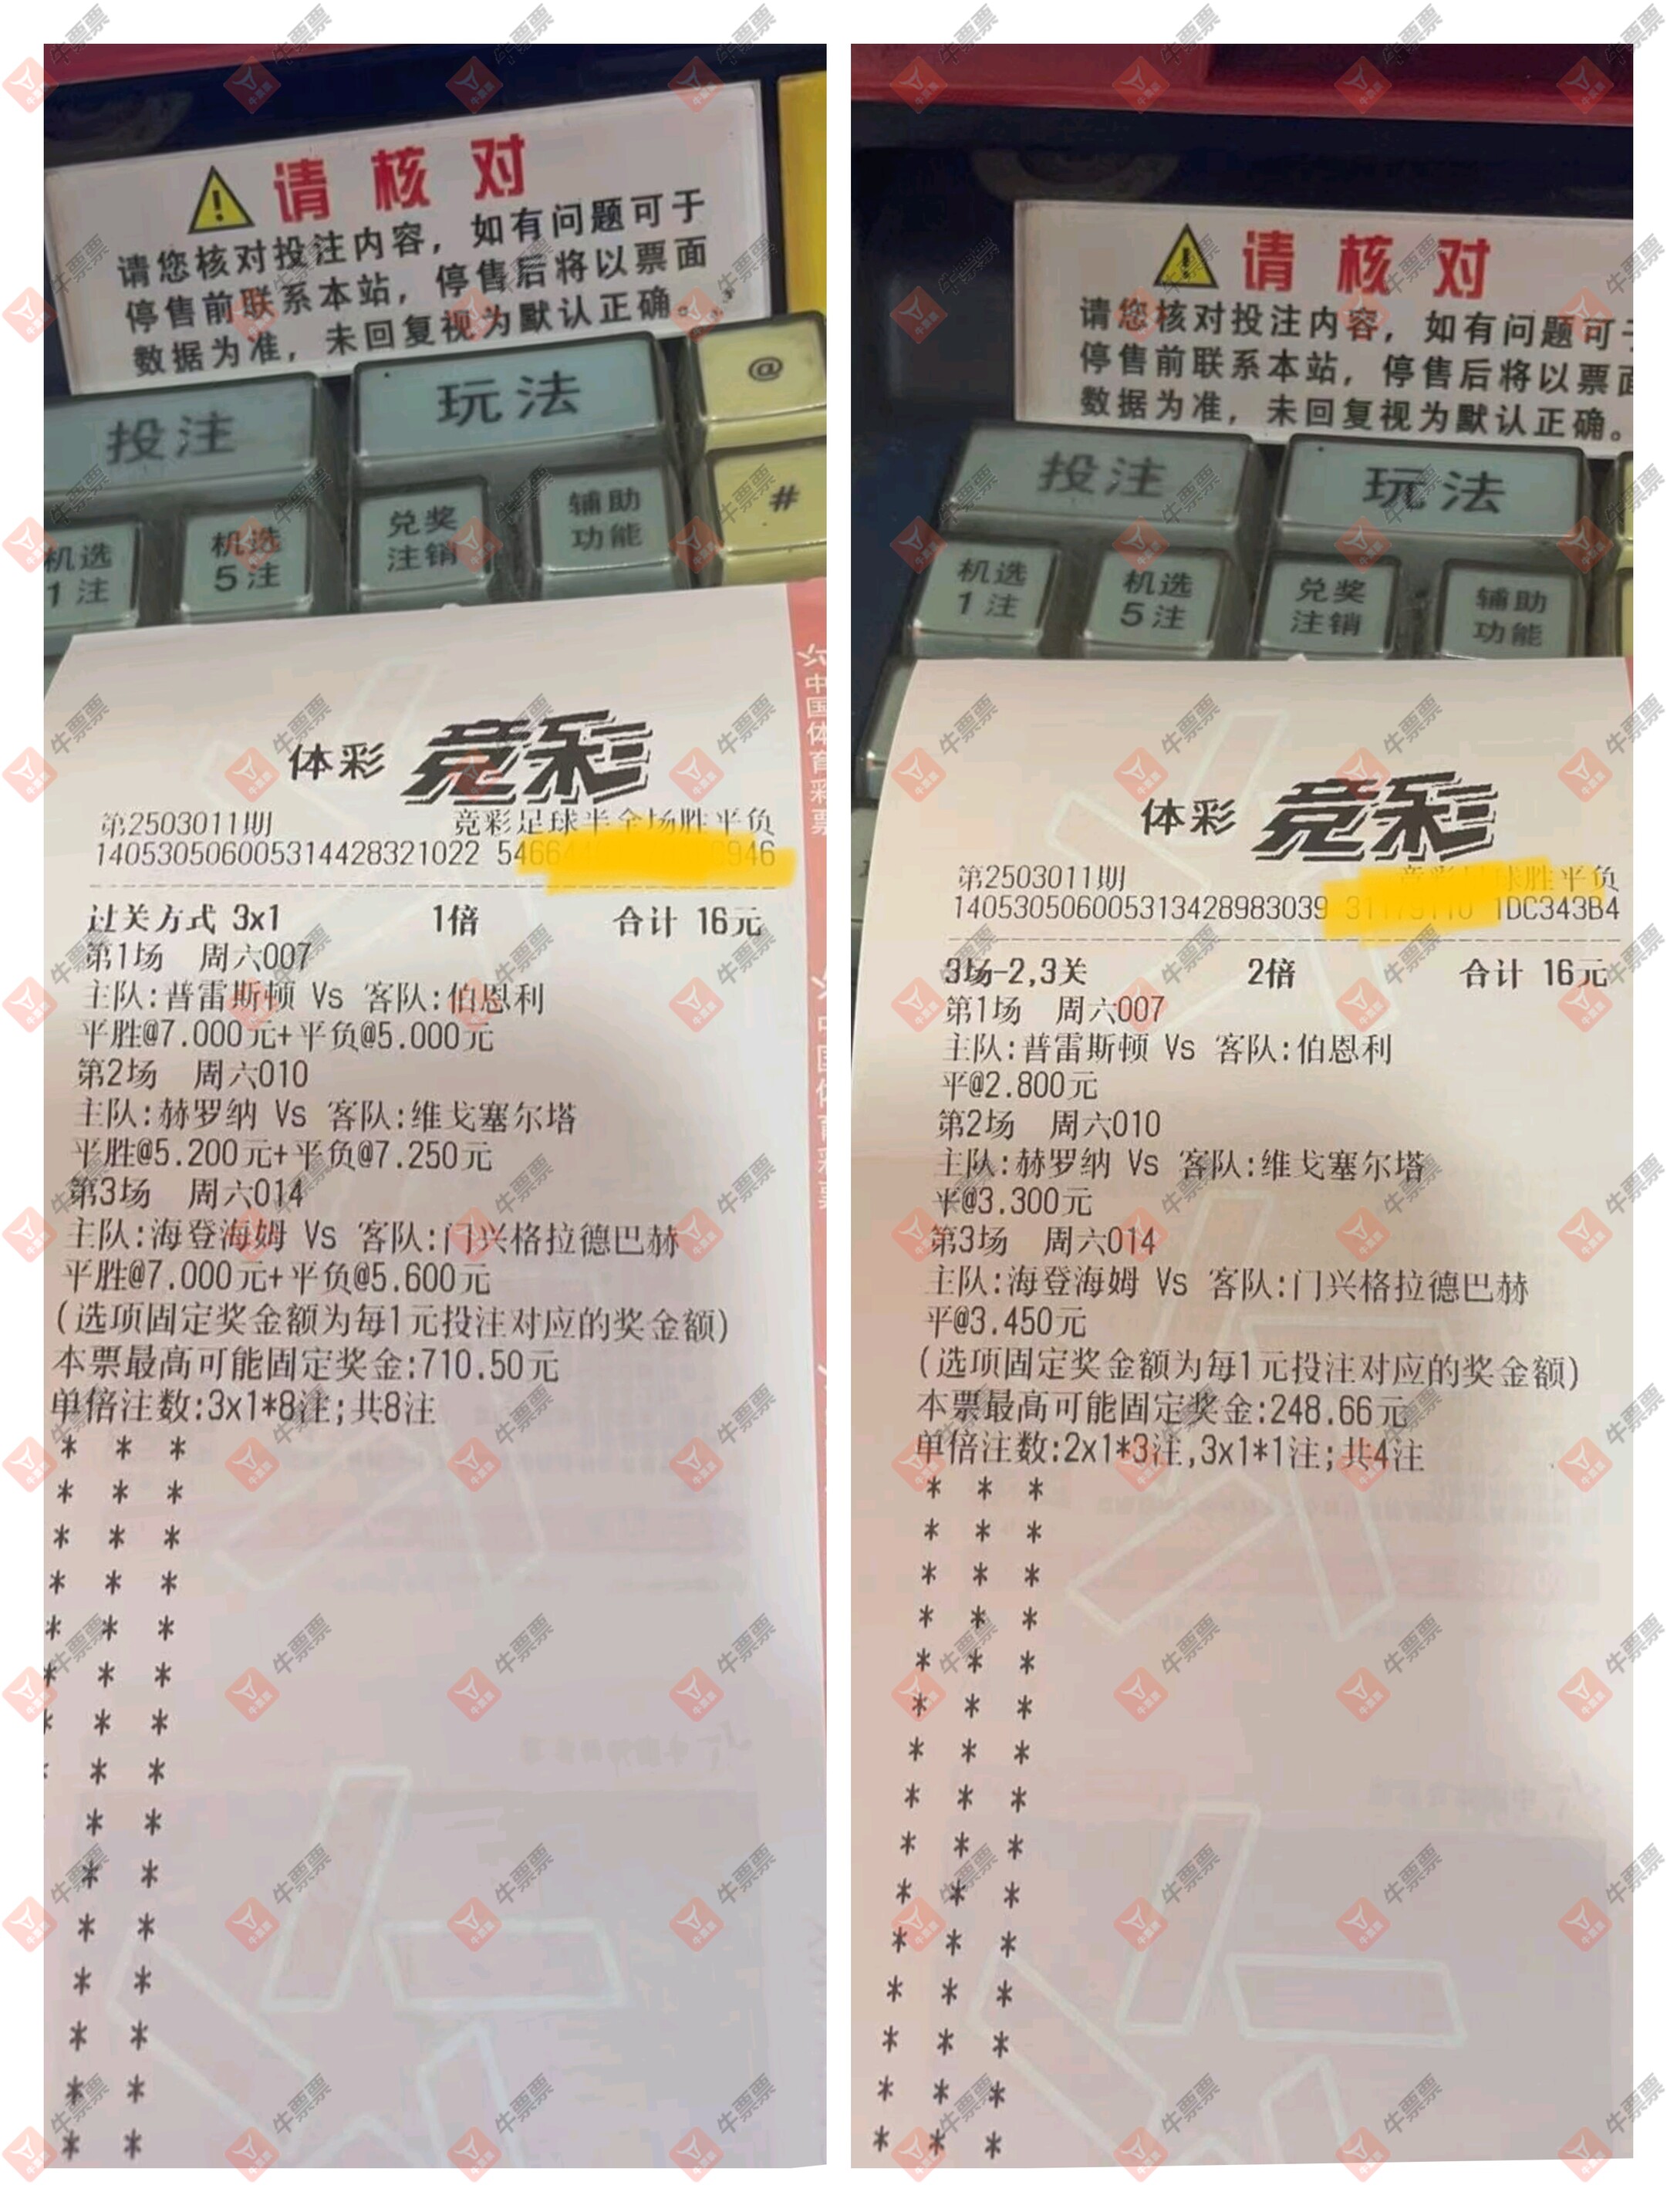 请核对
请您核对投注内容，如有问题可于
停售前联系本站，停售后将以票面
数据为准，未回复视为默认正确。
投注
玩法
@
机选
1注
机选
5注
兑奖
注销
辅助
功能
#
体彩 竞彩
第2503011期 竞彩足球半全场胜平负
140530506005314428321022
过关方式 3x1 1倍 合计 16元
第1场 周六007
主队:普雷斯顿 Vs 客队:伯恩利
平胜@7.000元+平负@5.000元
第2场 周六010
主队:赫罗纳 Vs 客队:维戈塞尔塔
平胜@5.200元+平负@7.250元
第3场 周六014
主队:海登海姆 Vs 客队:门兴格拉德巴赫
平胜@7.000元+平负@5.600元
(选项固定奖金额为每1元投注对应的奖金额)
本票最高可能固定奖金:710.50元
单倍注数:3x1*8注;共8注
中国体育彩票
请核对
请您核对投注内容，如有问题可于
停售前联系本站，停售后将以票面
数据为准，未回复视为默认正确。
投注
玩法
机选
1注
机选
5注
兑奖
注销
辅助
功能
体彩 竞彩
第2503011期 球胜平负
140530506005313428983039 1DC343B4
3场-2,3关 2倍 合计 16元
第1场 周六007
主队:普雷斯顿 Vs 客队:伯恩利
平@2.800元
第2场 周六010
主队:赫罗纳 Vs 客队:维戈塞尔塔
平@3.300元
第3场 周六014
主队:海登海姆 Vs 客队:门兴格拉德巴赫
平@3.450元
(选项固定奖金额为每1元投注对应的奖金额)
本票最高可能固定奖金:248.66元
单倍注数:2x1*3注,3x1*1注;共4注
牛票票